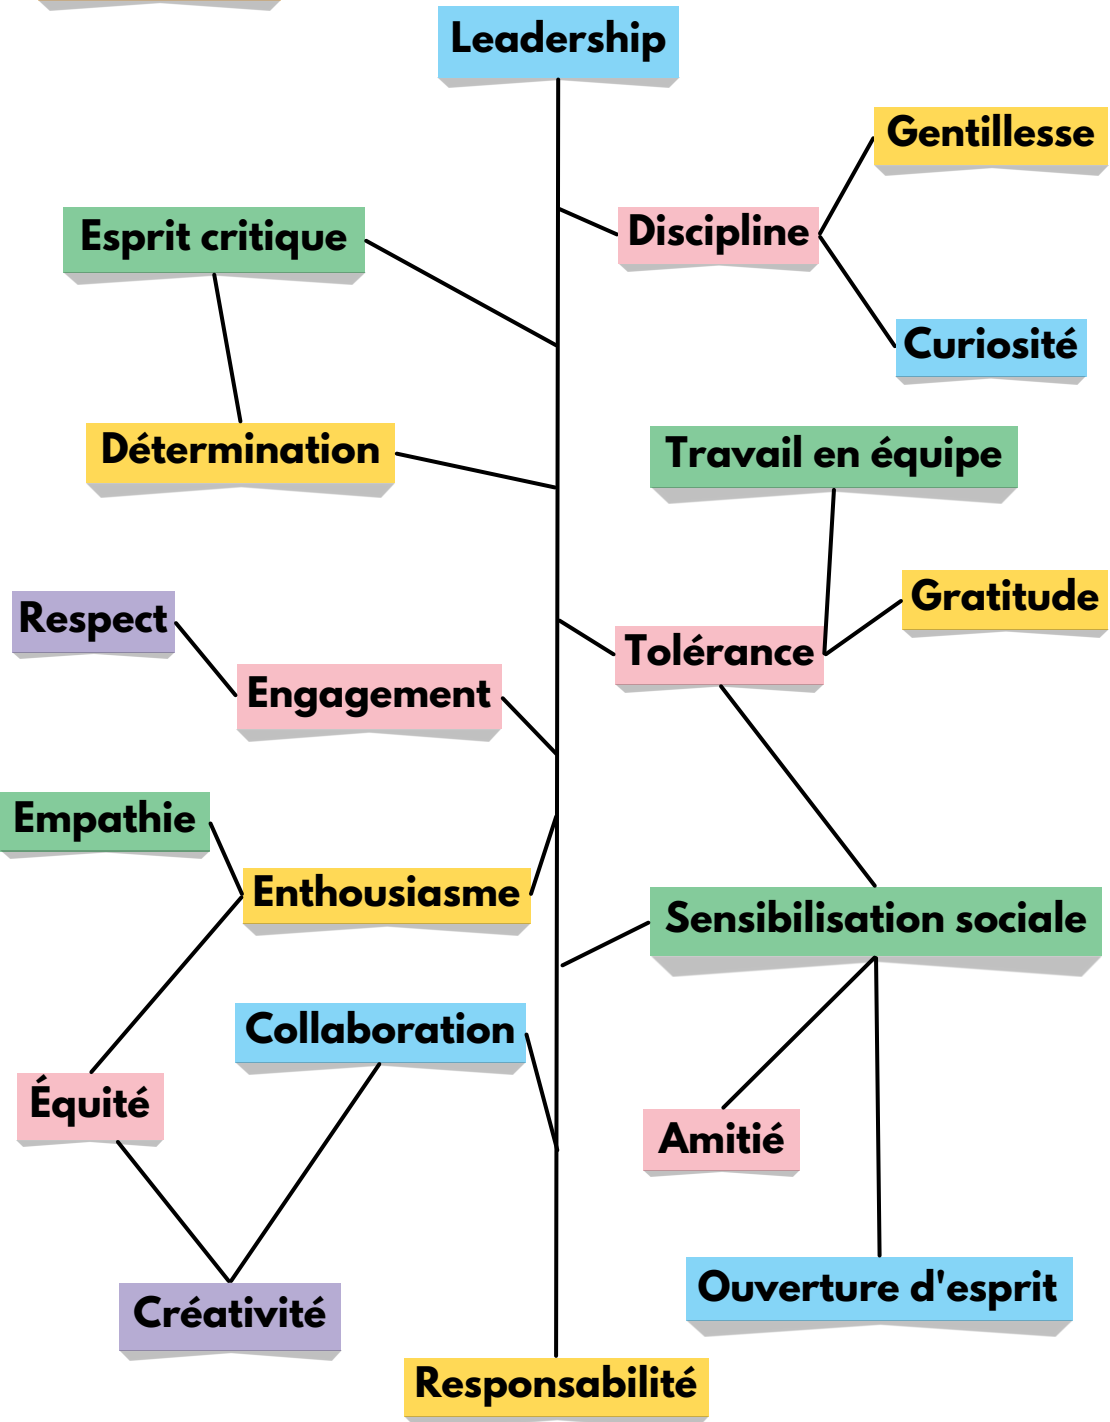 Leadership
Gentillesse
Discipline
Esprit critique
Curiosité
Détermination
Travail en équipe
Gratitude
Respect
Tolérance
Engagement
Empathie
Enthousiasme
Sensibilisation sociale
Collaboration
Équité
Amitié
Ouverture d'esprit
Créativité
Responsabilité